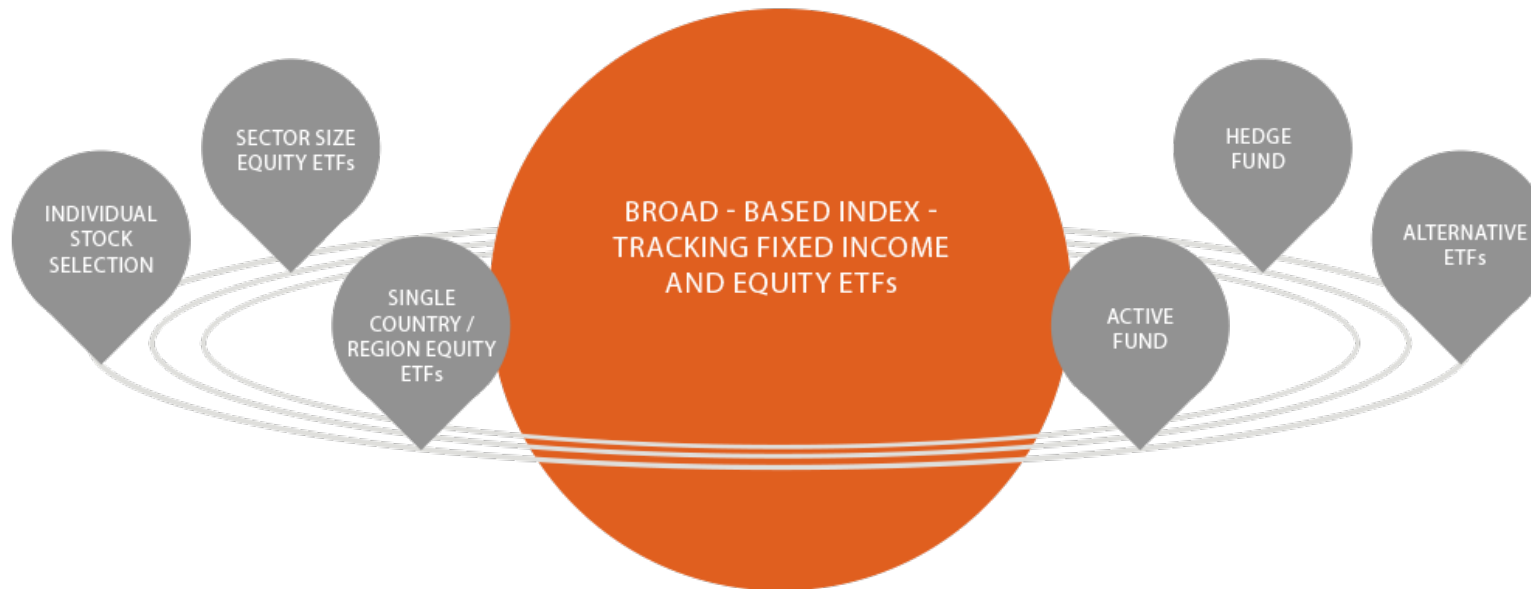 SECTOR SIZE
EQUITY ETFs
INDIVIDUAL
STOCK
SELECTION
SINGLE
COUNTRY /
REGION EQUITY
ETFs
BROAD - BASED INDEX -
TRACKING FIXED INCOME
AND EQUITY ETFs
HEDGE
FUND
ACTIVE
FUND
ALTERNATIVE
ETFs